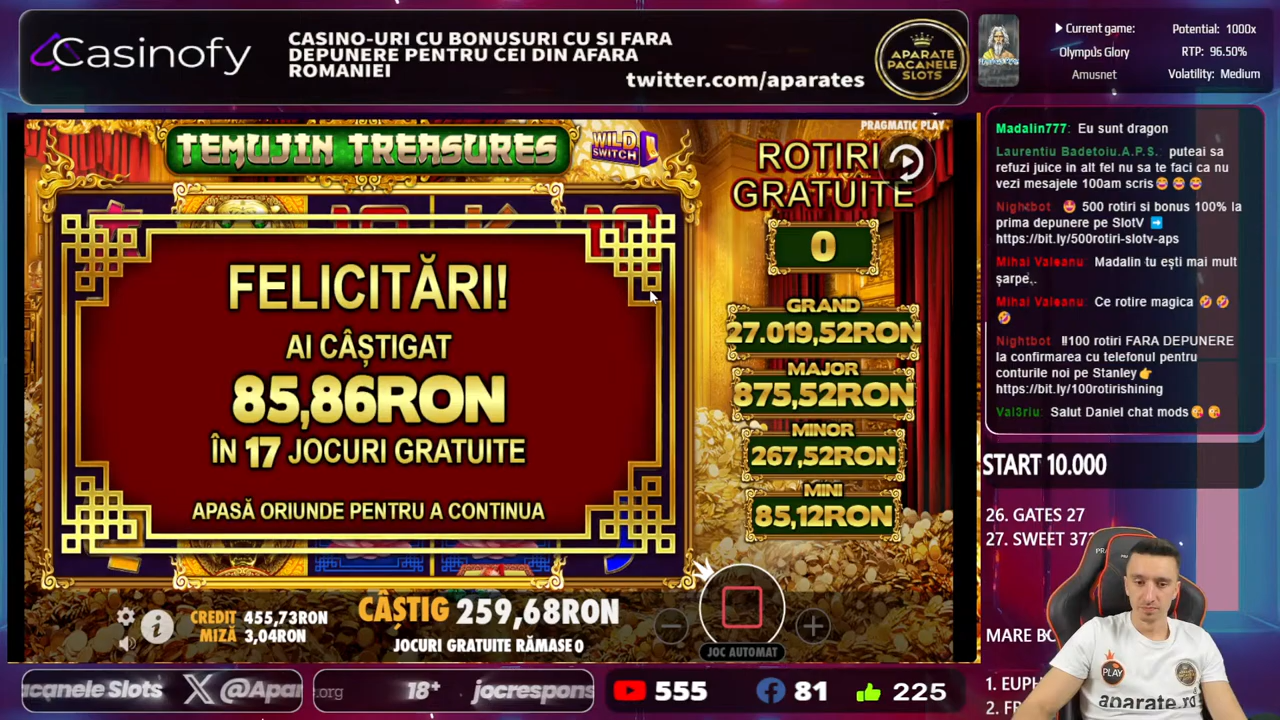 Casinofy
CASINO-URI CU BONUSURI CU SI FARA
DEPUNERE PENTRU CEI DIN AFARA
ROMANIEI
twitter.com/aparates
APARATE
PACANELE
SLOTS
Current game:
Olympus Glory
Amusnet
Potential: 1000x
RTP: 96.50%
Volatility: Medium
TEMUJIN TREASURES
WILD
SWITCH
PRAGMATIC PLAY
ROTIRI
GRATUITE
0
GRAND
27.019,52RON
MAJOR
875,52RON
MINOR
267,52RON
MINI
85,12RON
FELICITĂRI!
AI CÂȘTIGAT
85,86RON
ÎN 17 JOCURI GRATUITE
APASĂ ORIUNDE PENTRU A CONTINUA
CREDIT 455,73RON
MIZĂ 3,04RON
CÂȘTIG 259,68RON
JOCURI GRATUITE RĂMASE 0
JOC AUTOMAT
Madalin777: Eu sunt dragon
Laurentiu Badetoiu.A.P.S.: puteai sa
refuzi juice in alt fel nu sa te faci ca nu
vezi mesajele 100am scris
Nightbot: 500 rotiri si bonus 100% la
prima depunere pe SlotV
https://bit.ly/500rotiri-slotv-aps
Mihai Valeanu: Madalin tu ești mai mult
șarpe..
Mihai Valeanu: Ce rotire magica
Nightbot: !!100 rotiri FARA DEPUNERE
la confirmarea cu telefonul pentru
conturile noi pe Stanley
https://bit.ly/100rotirishining
Val3riu: Salut Daniel chat mods
START 10.000
26. GATES 27
27. SWEET 373
MARE BO
1. EUPH
2. FR
PLAY
aparate.ro
acanele Slots
@Apar
.org
18+
jocrespons
555
81
225